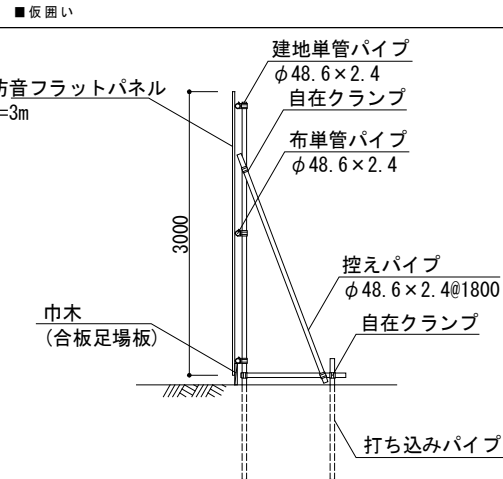 ■仮囲い
建地単管パイプ
φ48.6×2.4
防音フラットパネル
=3m
自在クランプ
布単管パイプ
φ48.6×2.4
3000
控えパイプ
φ48.6×2.4@1800
巾木
(合板足場板)
自在クランプ
打ち込みパイプ